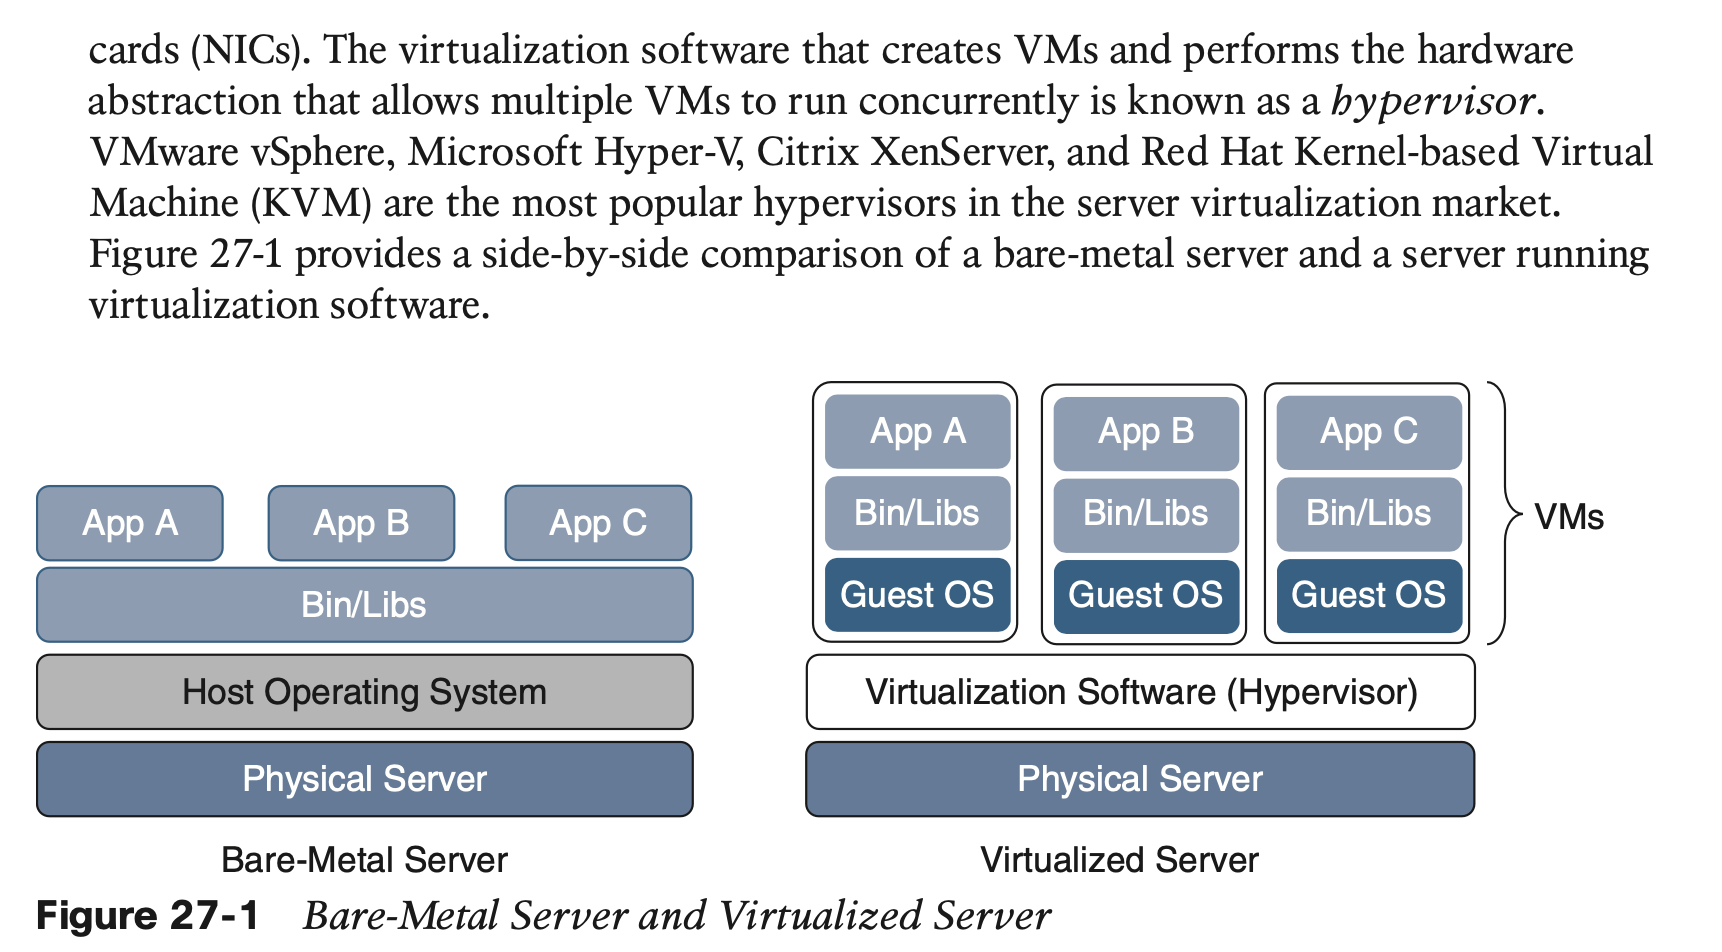 cards (NICs). The virtualization software that creates VMs and performs the hardware
abstraction that allows multiple VMs to run concurrently is known as a hypervisor.
VMware vSphere, Microsoft Hyper-V, Citrix XenServer, and Red Hat Kernel-based Virtual
Machine (KVM) are the most popular hypervisors in the server virtualization market.
Figure 27-1 provides a side-by-side comparison of a bare-metal server and a server running
virtualization software.
App A
App B
App C
Bin/Libs
Host Operating System
Physical Server
Bare-Metal Server
App A
App B
App C
Bin/Libs
Bin/Libs
Bin/Libs
Guest OS
Guest OS
Guest OS
VMs
Virtualization Software (Hypervisor)
Physical Server
Virtualized Server
Figure 27-1 Bare-Metal Server and Virtualized Server